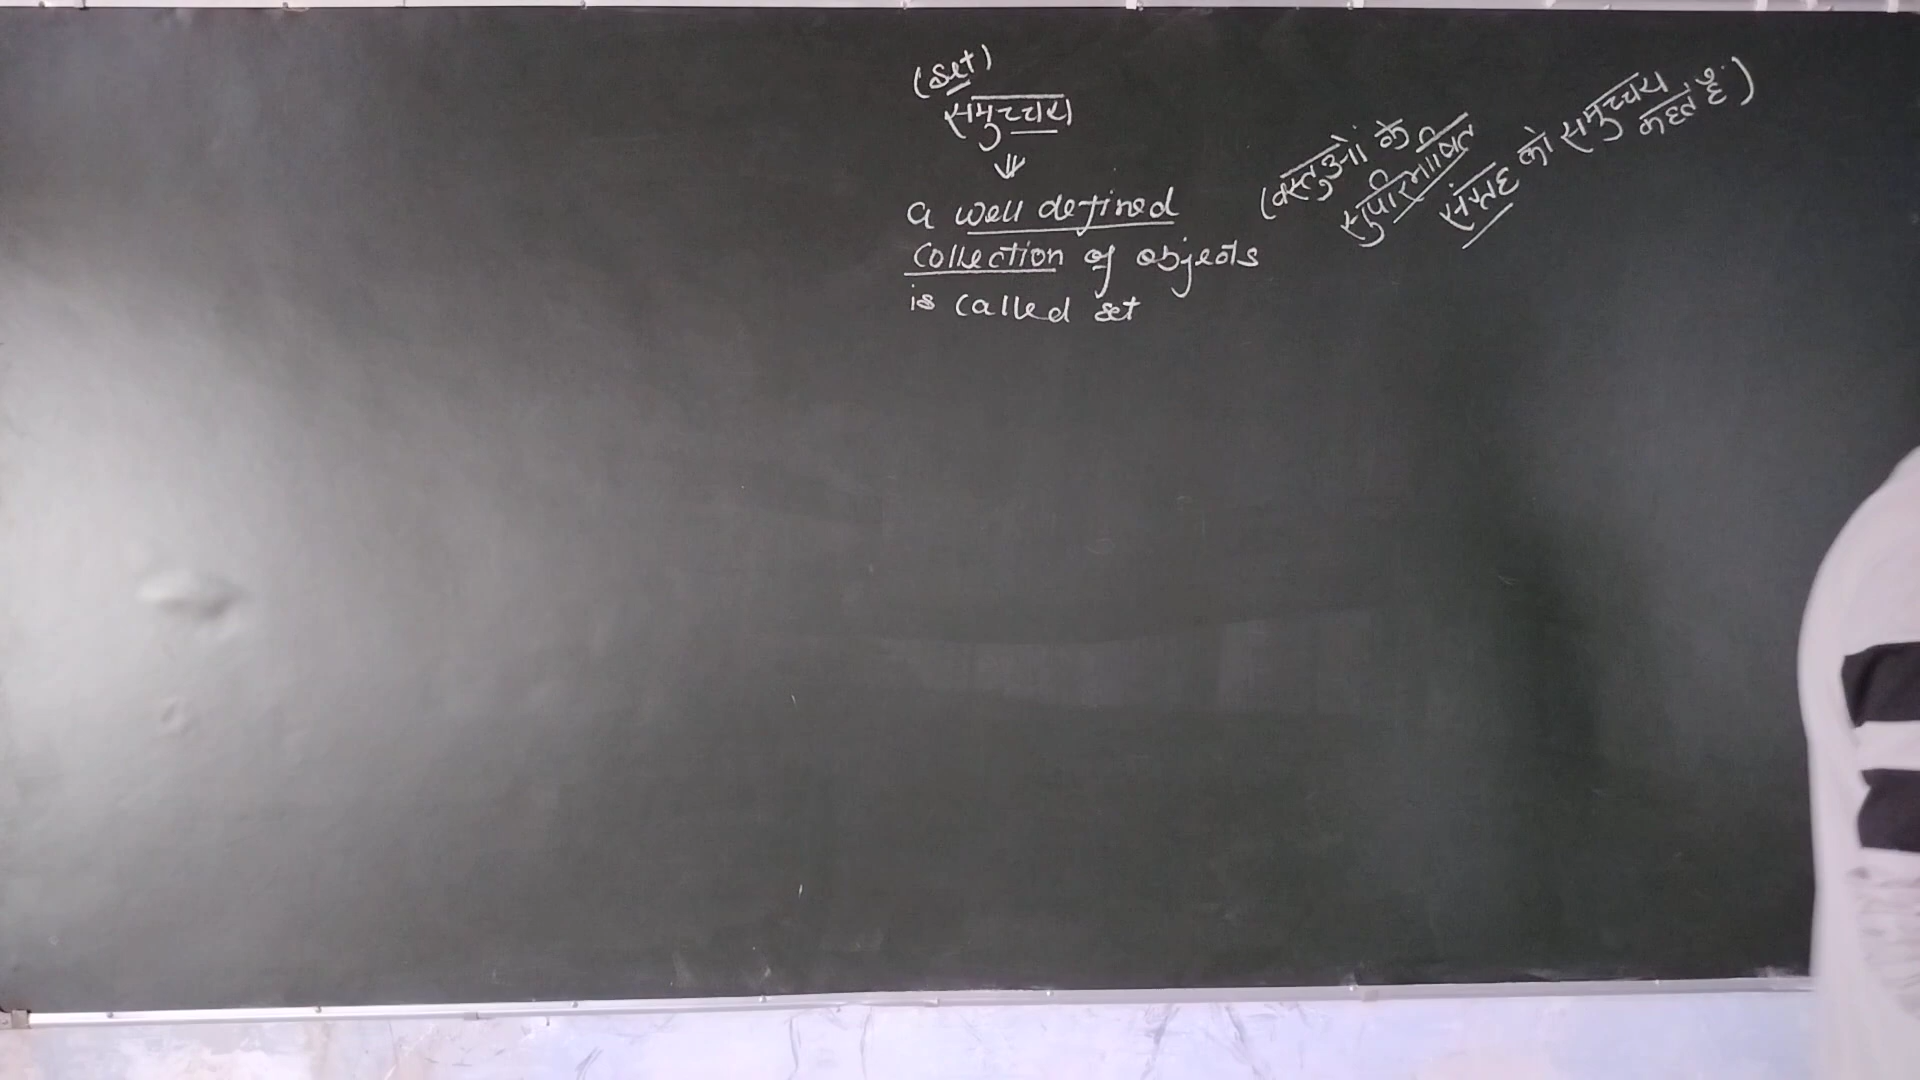 (Set)
समुच्चय
⇓
a well defined
collection of objects
is called set
(वस्तुओं के
सुपरिभाषित
संग्रह को समुच्चय
कहते हैं)